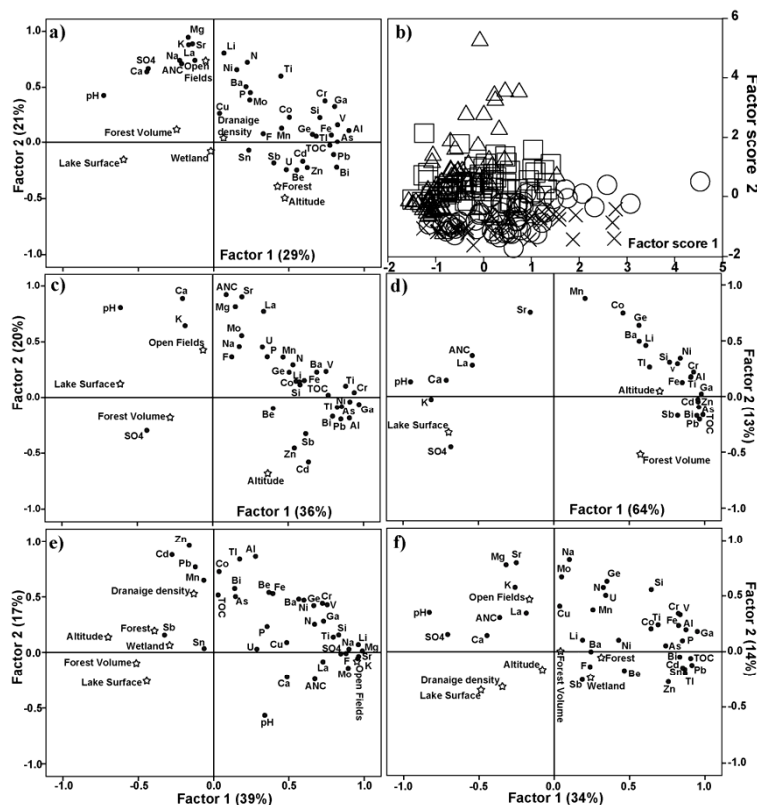 a)
Mg
K
Sr
Na
La
SO4
Ca
ANC
Open
Fields
pH
Forest Volume
Lake Surface
Wetland
Li
N
Ni
Ti
Ba
P
Mo
Cu
Co
Cr
Ga
Si
V
Dranaige
density
F
Em
Ge
Fe
Al
Tl
As
TOC
Sn
Kb
Cd
Pb
U
Zn
Be
Bi
Forest
Altitude
1.0
0.5
0.0
-0.5
-1.0
Factor 2 (21%)
Factor 1 (29%)
b)
6
4
2
0
-2
Factor score 2
Factor score 1
-2 -1 0 1 2 3 4 5
c)
Ca
pH
K
Open Fields
Lake Surface
Forest Volume
SO4
ANC
Sr
Mg
La
Mo
Na
U
P
F
Mn
N
Gs
Ba V
Li
Fe
Co
Si
Tb
Cr
TOC
Be
Tl
As
Ga
Bi
Pb
Al
Sb
Zn
Cd
Altitude
1.0
0.5
0.0
-0.5
-1.0
Factor 2 (20%)
Factor 1 (36%)
d)
Mn
Co
Sr
Ge
Ba
Li
ANC
La
Si
Ni
V
Tl
Cr
Al
Fe
Ti
pH
Ca
K
Altitude
Ga
Cd
Zn
Lake Surface
Sb
Bi
As
Pb
TOC
SO4
Forest Volume
1.0
0.5
0.0
0.5
1.0
(13%)
Factor 1 (64%)
e)
Zn
Cd
Pb
Mn
Dranaige density
Co
TOC
Tl
Al
Bi
As
Be
Fe
Ba
Ge
Cr
Ni
V
Forest
Altitude
Sb
Wetland
Sn
P
N
Ga
Ti
Si
U
Cu
Li
Mg
SO4
Na
Sr
Forest Volume
Lake Surface
La
F
K
Mo
Ca
ANC
Open Fields
pH
1.0
0.5
0.0
0.5
1.0
Factor 2 (17%)
-1.0 -0.5 0.0 0.5 1.0
Factor 1 (39%)
f)
Mg
Sr
Na
Mo
K
Open Fields
N
Ge
U
Si
pH
ANC
La
Cu
Mn
Cr
V
SO4
Ca
Co
Ti
Fe
Al
Ga
Li
Ni
P
As
Ba
Forest
Bi
TOC
Altitude
F
Be
Cd
Pb
Sn
Dranaige density
Lake Surface
Forest Volume
Sb
Wetland
Zn
Tl
1.0
0.5
0.0
0.5
1.0
(14%)
-1.0 -0.5 0.0 0.5 1.0
Factor 1 (34%)